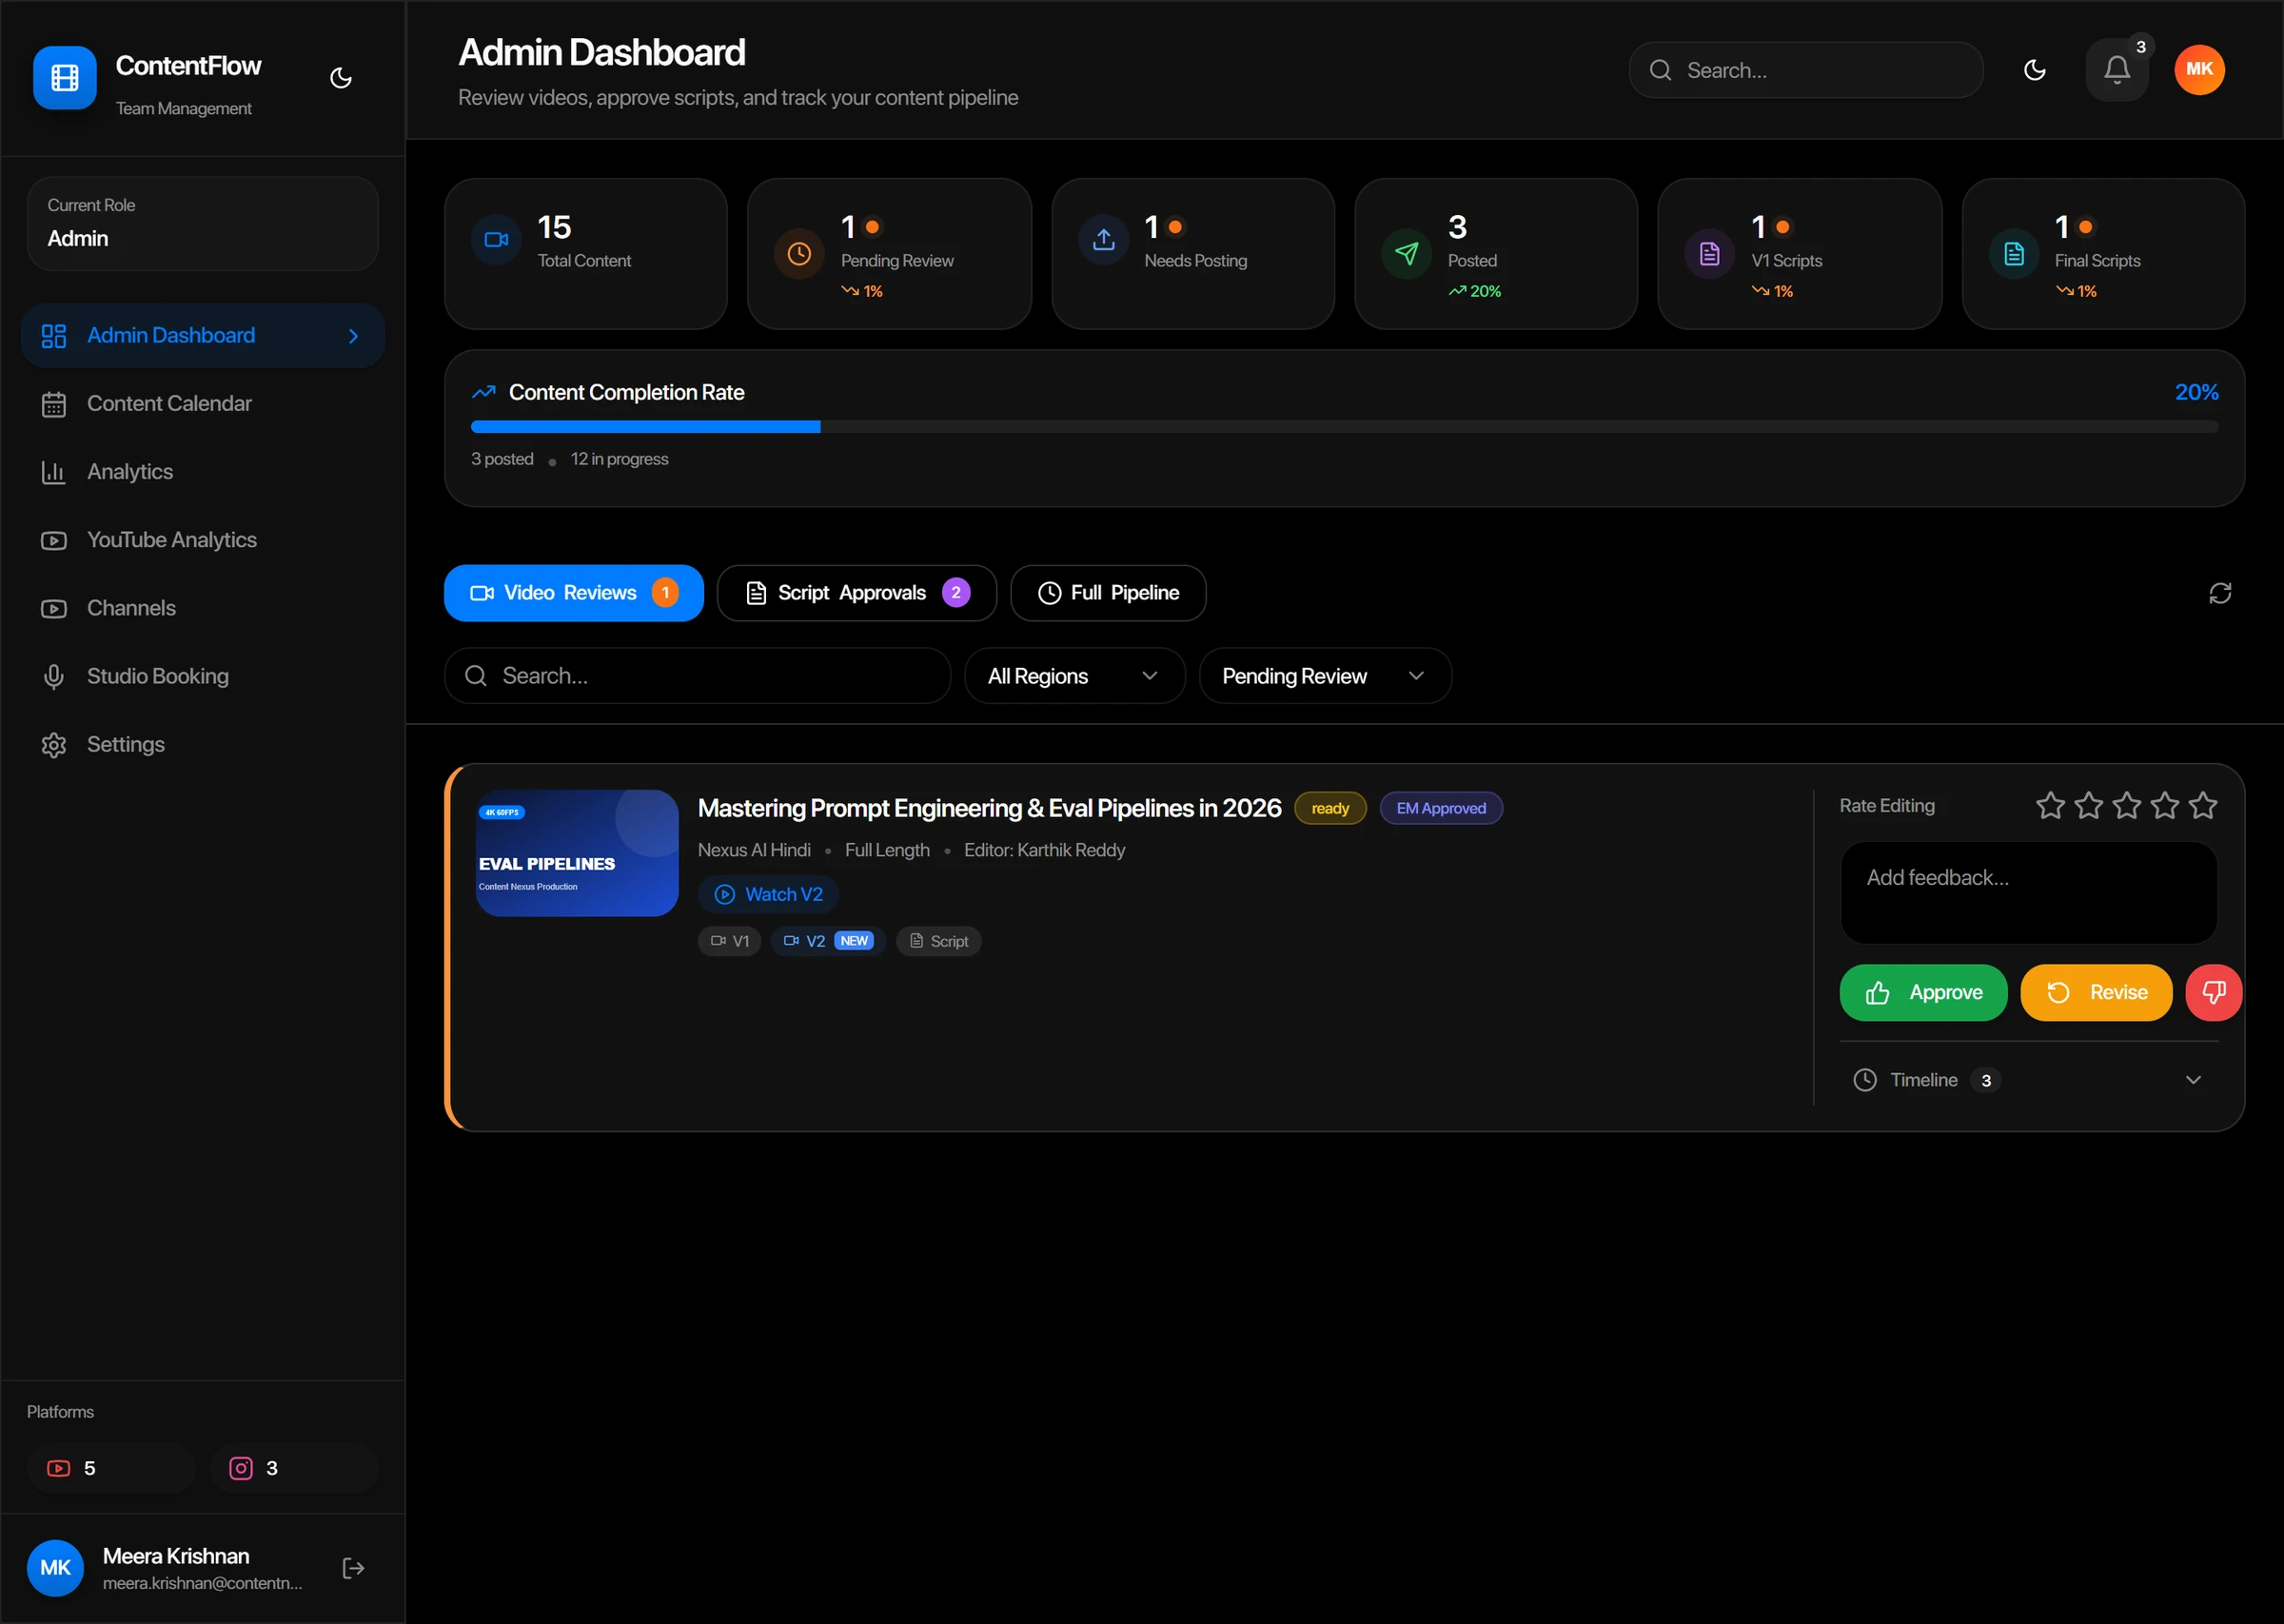 ContentFlow
Team Management
Current Role
Admin
Admin Dashboard
Content Calendar
Analytics
YouTube Analytics
Channels
Studio Booking
Settings
Platforms
5
3
MK
Meera Krishnan
meera.krishnan@contentn...
Admin Dashboard
Review videos, approve scripts, and track your content pipeline
Search...
3
MK
15
Total Content
1
Pending Review
1%
1
Needs Posting
3
Posted
20%
1
V1 Scripts
1%
1
Final Scripts
1%
Content Completion Rate
20%
3 posted • 12 in progress
Video Reviews 1
Script Approvals 2
Full Pipeline
Search...
All Regions
Pending Review
4K 60FPS
EVAL PIPELINES
Content Nexus Production
Mastering Prompt Engineering & Eval Pipelines in 2026 ready EM Approved
Nexus AI Hindi • Full Length • Editor: Karthik Reddy
Watch V2
V1 V2 NEW Script
Rate Editing
Add feedback...
Approve Revise
Timeline 3